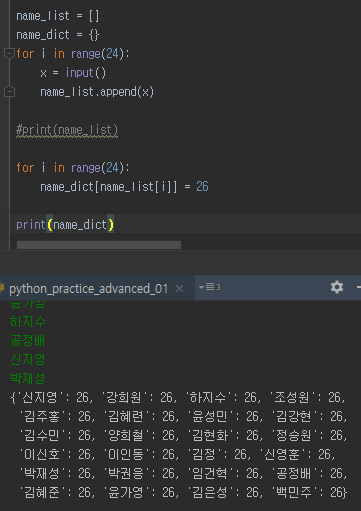 name_list = []
name_dict = {}
for i in range(24):
    x = input()
    name_list.append(x)
#print(name_list)
for i in range(24):
    name_dict[name_list[i]] = 26
print(name_dict)
python_practice_advanced_01 × 3
윤가영
하지수
공정배
신지영
박재성
{'신지영': 26, '강희원': 26, '하지수': 26, '조성원': 26,
'김주홍': 26, '김혜련': 26, '윤성민': 26, '김강현': 26,
'김수민': 26, '양희철': 26, '김현화': 26, '정승원': 26,
'이신호': 26, '이인동': 26, '김정': 26, '신영훈': 26,
'박재성': 26, '박권응': 26, '임건혁': 26, '공정배': 26,
'김혜준': 26, '윤가영': 26, '김은성': 26, '백민주': 26}